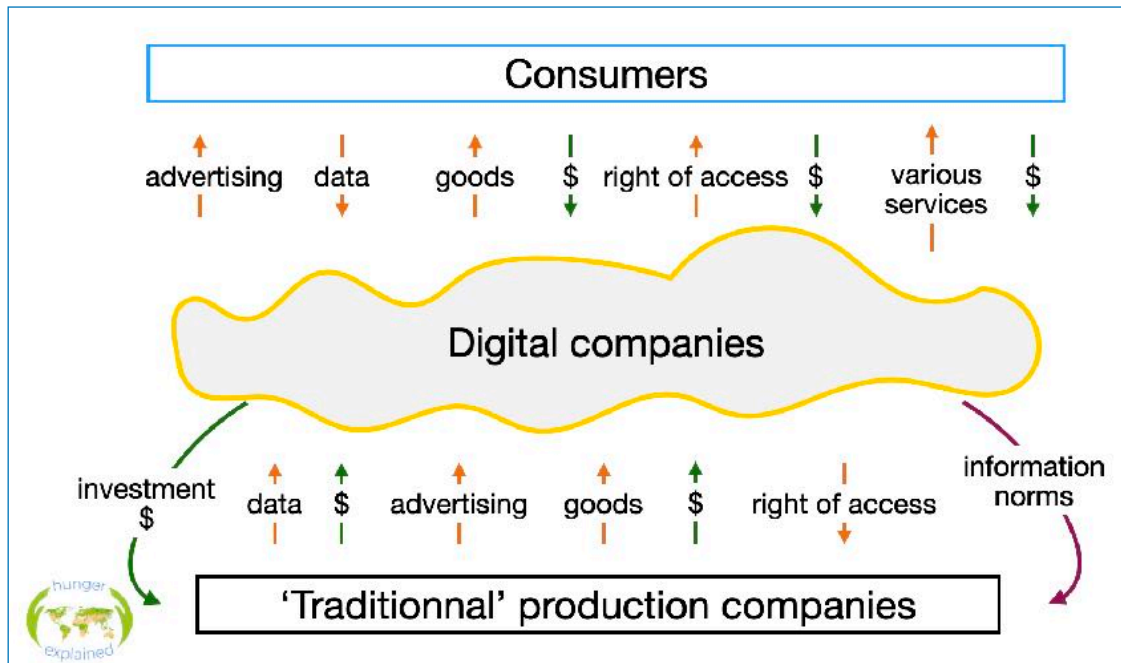 Consumers
advertising data goods $ right of access $ various services $
Digital companies
investment $
data $ advertising goods $ right of access
information norms
‘Traditionnal’ production companies
hunger
explained